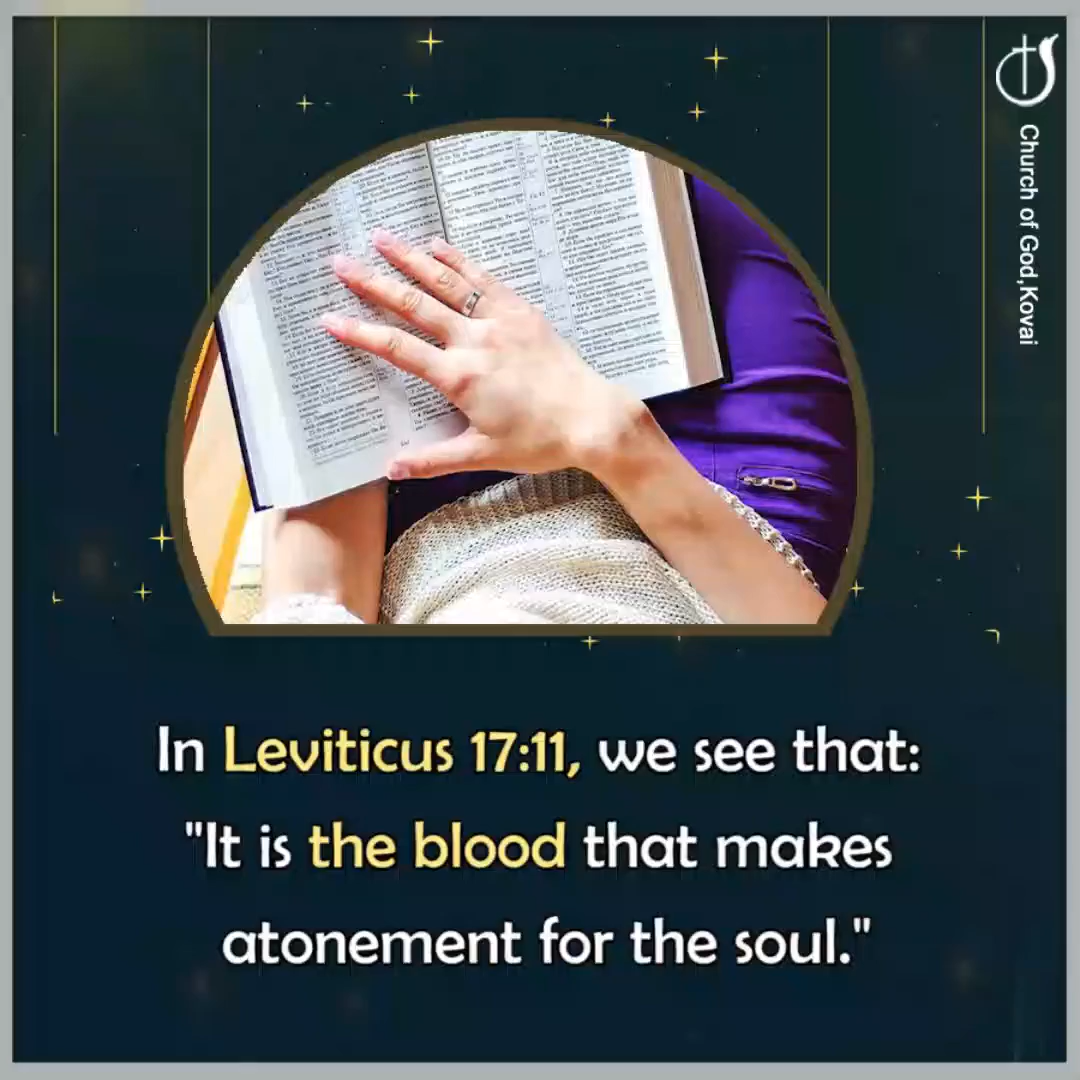 Church of God,Kovai
In Leviticus 17:11, we see that:
"It is the blood that makes
atonement for the soul."